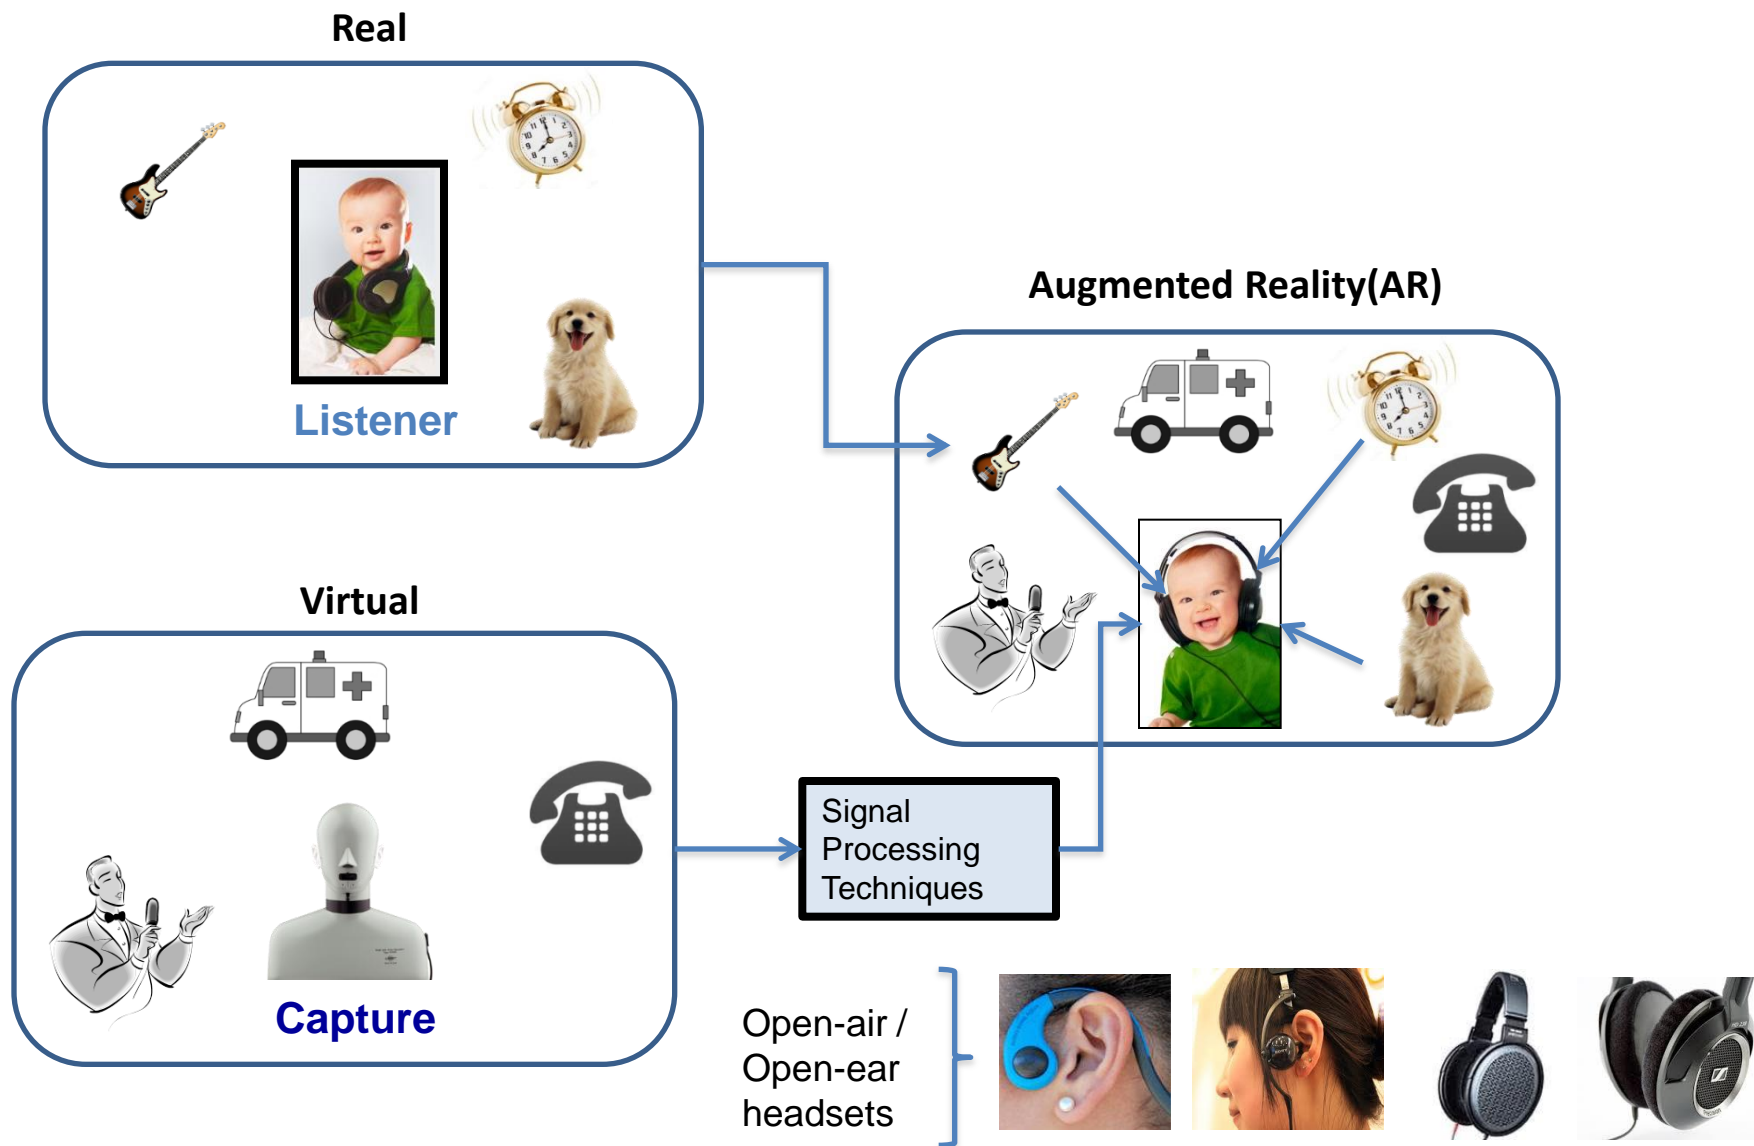 Real
Listener
Augmented Reality(AR)
Virtual
Capture
Signal
Processing
Techniques
Open-air /
Open-ear
headsets